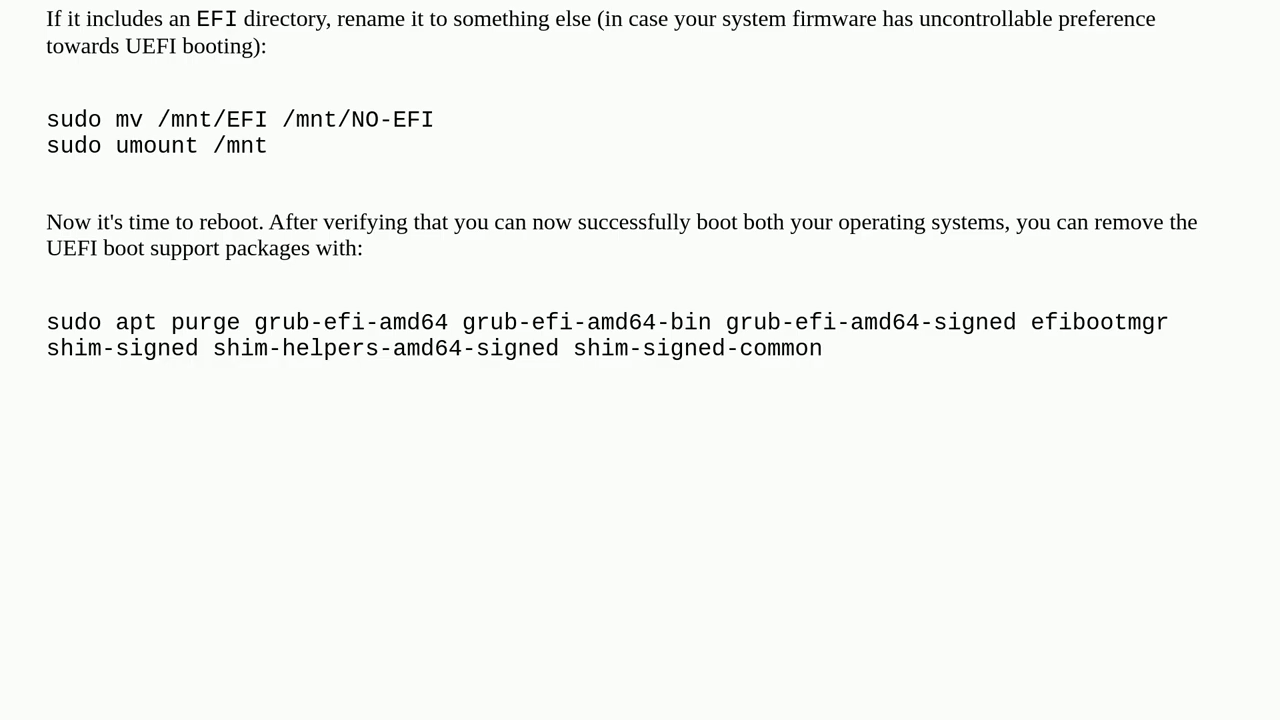 If it includes an EFI directory, rename it to something else (in case your system firmware has uncontrollable preference
towards UEFI booting):
sudo mv /mnt/EFI /mnt/NO-EFI
sudo umount /mnt
Now it's time to reboot. After verifying that you can now successfully boot both your operating systems, you can remove the
UEFI boot support packages with:
sudo apt purge grub-efi-amd64 grub-efi-amd64-bin grub-efi-amd64-signed efibootmgr
shim-signed shim-helpers-amd64-signed shim-signed-common